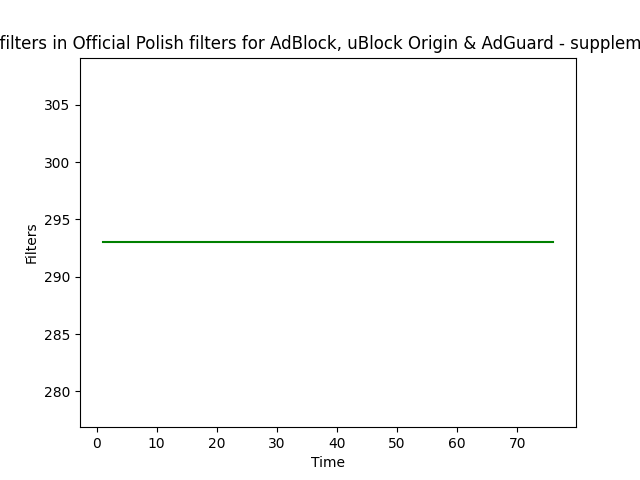 filters in Official Polish filters for AdBlock, uBlock Origin & AdGuard - supplem
305
300
295
290
285
280
Filters
0 10 20 30 40 50 60 70
Time